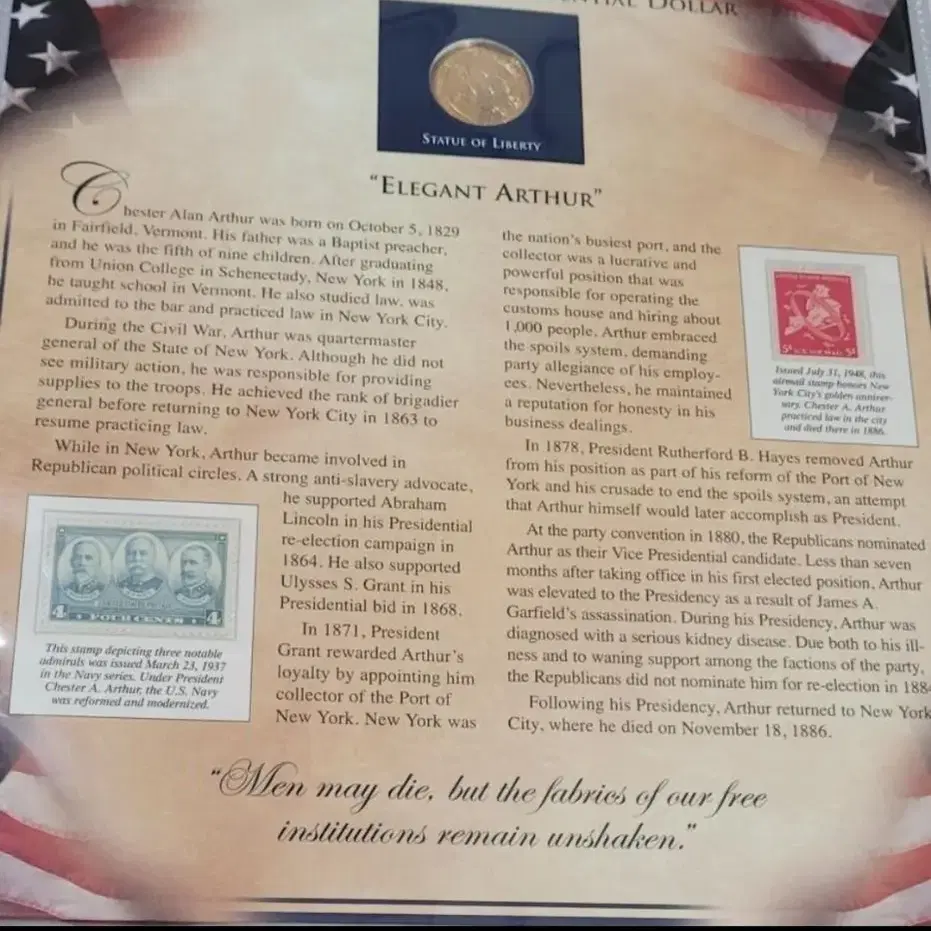 DOLLAR
STATUE OF LIBERTY
"ELEGANT ARTHUR"
Chester Alan Arthur was born on October 5, 1829
in Fairfield, Vermont. His father was a Baptist preacher,
and he was the fifth of nine children. After graduating
from Union College in Schenectady, New York in 1848,
he taught school in Vermont. He also studied law, was
admitted to the bar and practiced law in New York City.
During the Civil War, Arthur was quartermaster
general of the State of New York. Although he did not
see military action, he was responsible for providing
supplies to the troops. He achieved the rank of brigadier
general before returning to New York City in 1863 to
resume practicing law.
While in New York, Arthur became involved in
Republican political circles. A strong anti-slavery advocate,
he supported Abraham
Lincoln in his Presidential
re-election campaign in
1864. He also supported
Ulysses S. Grant in his
Presidential bid in 1868.
In 1871, President
Grant rewarded Arthur's
loyalty by appointing him
collector of the Port of
New York. New York was
4 FOUR CENTS 4
This stamp depicting three notable
admirals was issued March 23, 1937
in the Navy series. Under President
Chester A. Arthur, the U.S. Navy
was reformed and modernized.
the nation's busiest port, and the
collector was a lucrative and
powerful position that was
responsible for operating the
customs house and hiring about
1,000 people. Arthur embraced
the spoils system, demanding
party allegiance of his employ-
ees. Nevertheless, he maintained
a reputation for honesty in his
business dealings.
In 1878, President Rutherford B. Hayes removed Arthur
from his position as part of his reform of the Port of New
York and his crusade to end the spoils system, an attempt
that Arthur himself would later accomplish as President.
At the party convention in 1880, the Republicans nominated
Arthur as their Vice Presidential candidate. Less than seven
months after taking office in his first elected position, Arthur
was elevated to the Presidency as a result of James A.
Garfield's assassination. During his Presidency, Arthur was
diagnosed with a serious kidney disease. Due both to his ill-
ness and to waning support among the factions of the party,
the Republicans did not nominate him for re-election in 188
Following his Presidency, Arthur returned to New York
City, where he died on November 18, 1886.
UNITED STATES POSTAGE
5¢ U.S. AIR MAIL 5¢
Issued July 31, 1948, this
airmail stamp honors New
York City's golden anniver-
sary. Chester A. Arthur
practiced law in the city
and died there in 1886.
"Men may die, but the fabrics of our free
institutions remain unshaken."